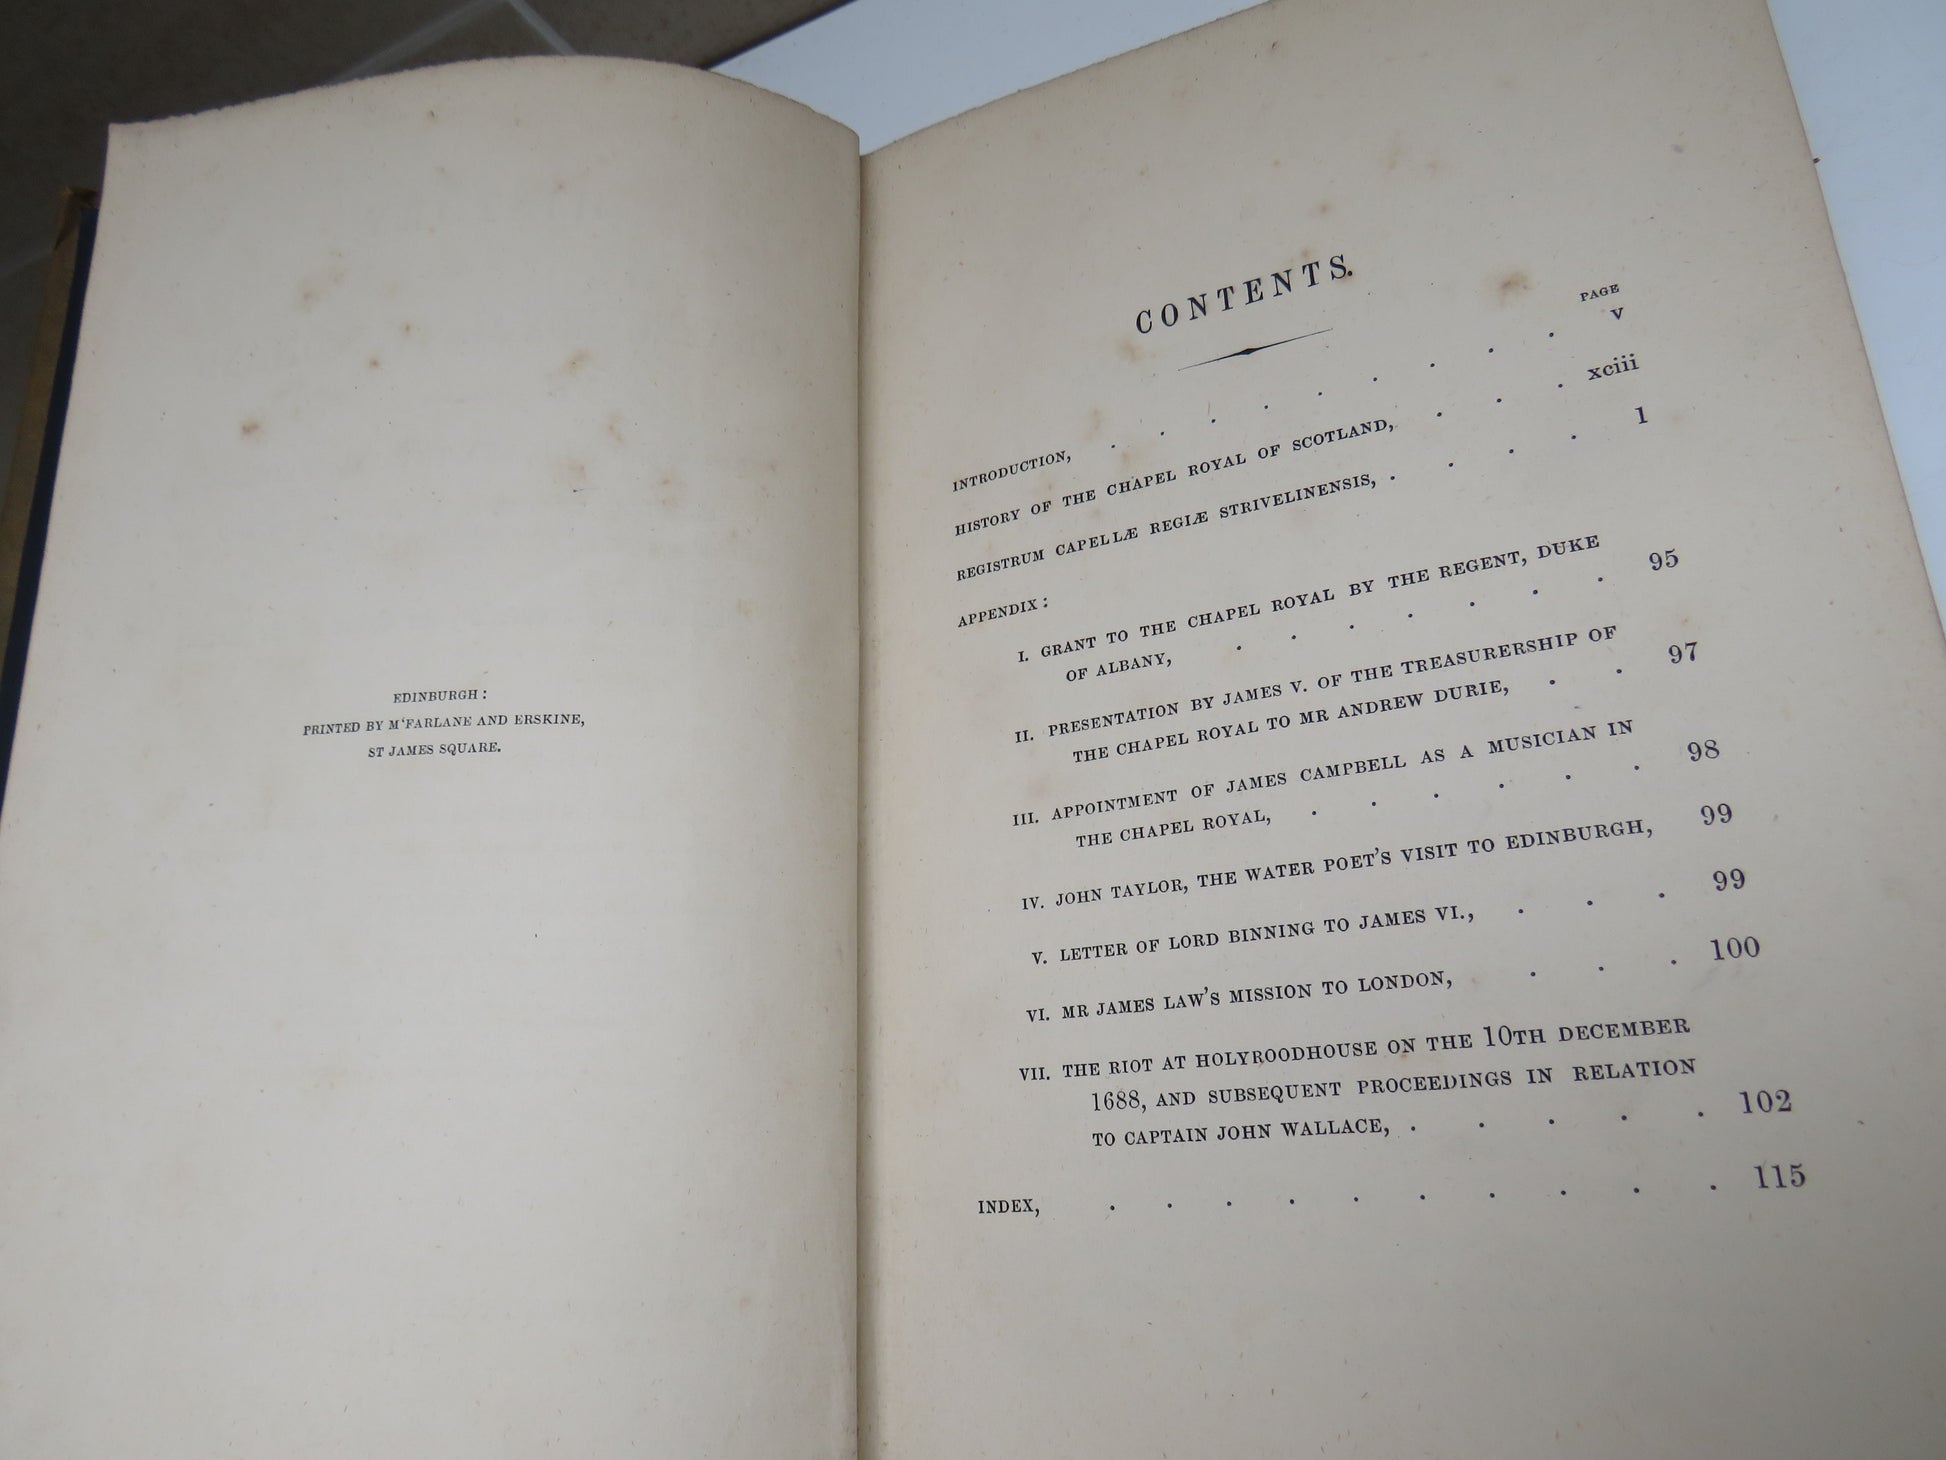 EDINBURGH:
PRINTED BY M'FARLANE AND ERSKINE,
ST JAMES SQUARE.
CONTENTS.
PAGE
INTRODUCTION, . . . . . . . . . v
HISTORY OF THE CHAPEL ROYAL OF SCOTLAND, . . . xciii
REGISTRUM CAPELLÆ REGIÆ STRIVELINENSIS, . . . . 1
APPENDIX:
I. GRANT TO THE CHAPEL ROYAL BY THE REGENT, DUKE
OF ALBANY, . . . . . . . 95
II. PRESENTATION BY JAMES V. OF THE TREASURERSHIP OF
THE CHAPEL ROYAL TO MR ANDREW DURIE, . . 97
III. APPOINTMENT OF JAMES CAMPBELL AS A MUSICIAN IN
THE CHAPEL ROYAL, . . . . . . 98
IV. JOHN TAYLOR, THE WATER POET'S VISIT TO EDINBURGH, 99
V. LETTER OF LORD BINNING TO JAMES VI., . . . 99
VI. MR JAMES LAW'S MISSION TO LONDON, . . . 100
VII. THE RIOT AT HOLYROODHOUSE ON THE 10TH DECEMBER
1688, AND SUBSEQUENT PROCEEDINGS IN RELATION
TO CAPTAIN JOHN WALLACE, . . . . . 102
INDEX, . . . . . . . . . . 115